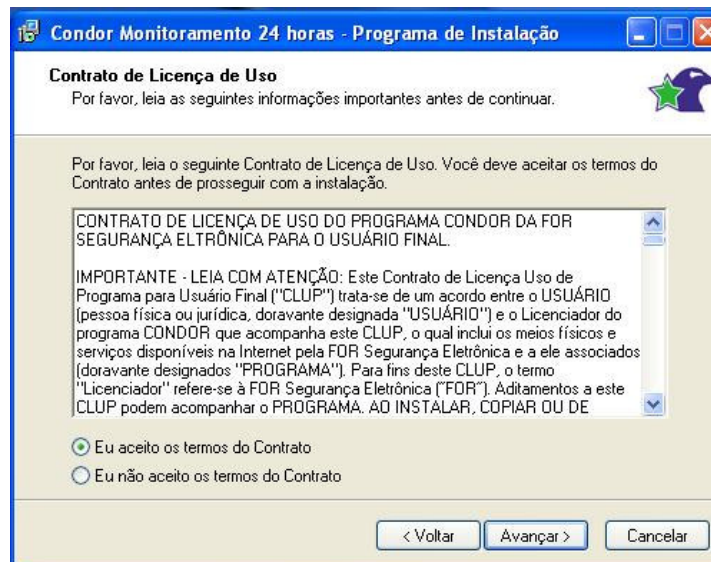 Condor Monitoramento 24 horas - Programa de Instalação
Contrato de Licença de Uso
Por favor, leia as seguintes informações importantes antes de continuar.
Por favor, leia o seguinte Contrato de Licença de Uso. Você deve aceitar os termos do
Contrato antes de prosseguir com a instalação.
CONTRATO DE LICENÇA DE USO DO PROGRAMA CONDOR DA FOR
SEGURANÇA ELTRÔNICA PARA O USUÁRIO FINAL.
IMPORTANTE - LEIA COM ATENÇÃO: Este Contrato de Licença Uso de
Programa para Usuário Final ("CLUP") trata-se de um acordo entre o USUÁRIO
(pessoa física ou jurídica, doravante designada "USUÁRIO") e o Licenciador do
programa CONDOR que acompanha este CLUP, o qual inclui os meios físicos e
serviços disponíveis na Internet pela FOR Segurança Eletrônica e a ele associados
(doravante designados "PROGRAMA"). Para fins deste CLUP, o termo
"Licenciador" refere-se à FOR Segurança Eletrônica ("FOR"). Aditamentos a este
CLUP podem acompanhar o PROGRAMA. AO INSTALAR, COPIAR OU DE
Eu aceito os termos do Contrato
Eu não aceito os termos do Contrato
< Voltar Avançar > Cancelar